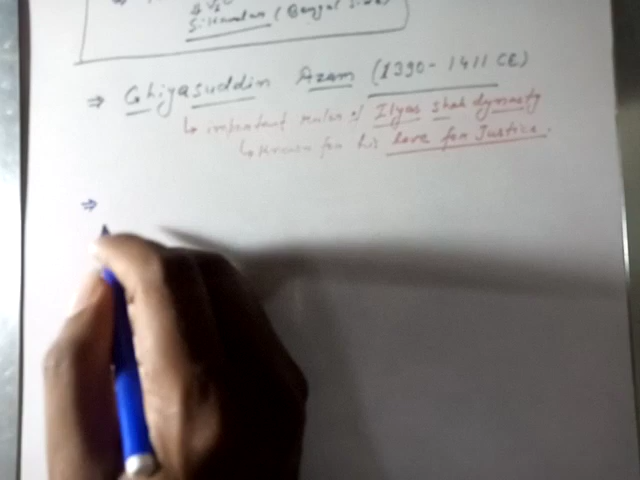 Sikandar (Bengal
⇒ Ghiyasuddin Azam (1390-1411 CE)
↳ important ruler of Ilyas Shah dynasty
↳ Known for his love for Justice.
⇒